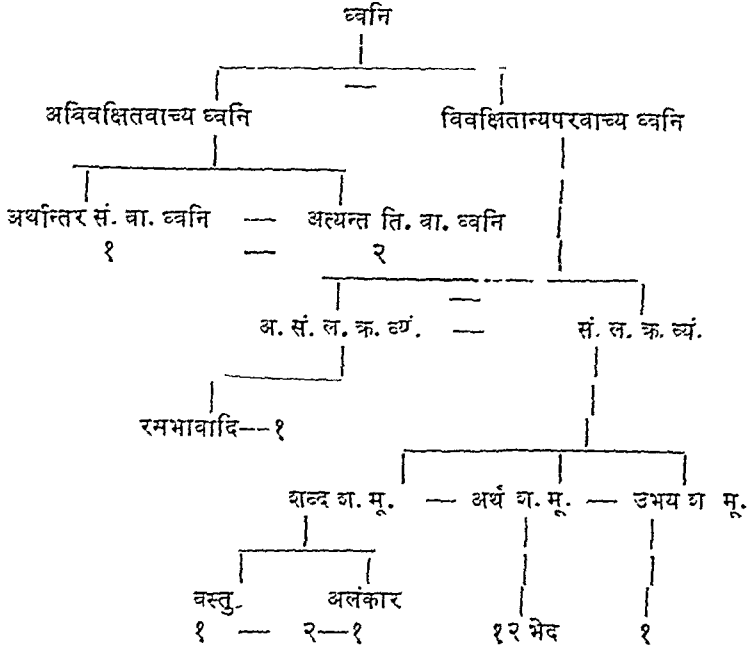 ध्वनि
अविवक्षितवाच्य ध्वनि विवक्षितान्यपरवाच्य ध्वनि
अर्थान्तर सं. वा. ध्वनि — अत्यन्त ति. वा. ध्वनि
१ — २
अ. सं. ल. क्र. व्यं. — सं. ल. क्र. व्यं.
रसभावादि--१
शब्द श. मू. — अर्थ श. मू. — उभय श मू.
वस्तु अलंकार
१ — २—१ १२ भेद १